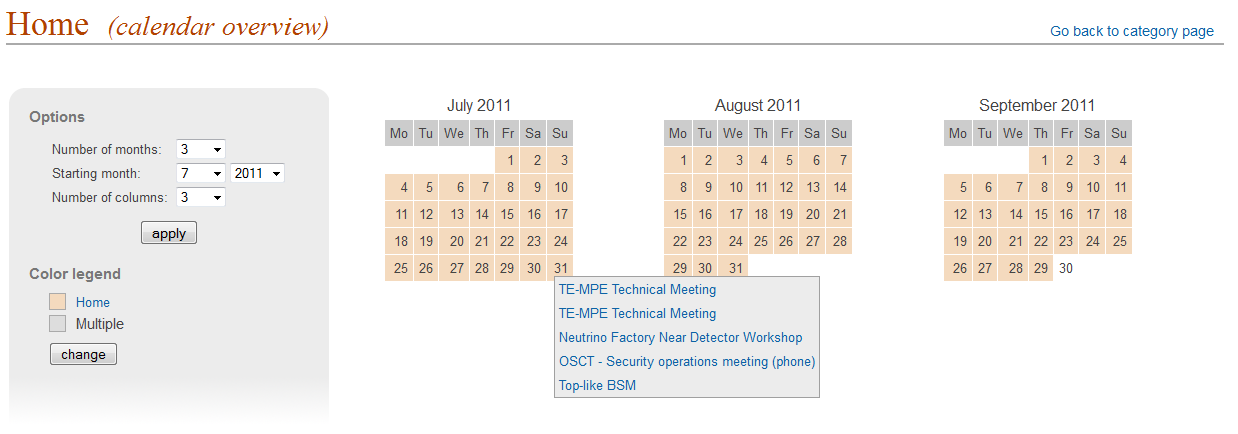 Home (calendar overview)
Go back to category page
Options
Number of months: 3
Starting month: 7 2011
Number of columns: 3
apply
Color legend
Home
Multiple
change
July 2011
Mo Tu We Th Fr Sa Su
1 2 3
4 5 6 7 8 9 10
11 12 13 14 15 16 17
18 19 20 21 22 23 24
25 26 27 28 29 30 31
August 2011
Mo Tu We Th Fr Sa Su
1 2 3 4 5 6 7
8 9 10 11 12 13 14
15 16 17 18 19 20 21
22 23 24 25 26 27 28
29 30 31
September 2011
Mo Tu We Th Fr Sa Su
1 2 3 4
5 6 7 8 9 10 11
12 13 14 15 16 17 18
19 20 21 22 23 24 25
26 27 28 29 30
TE-MPE Technical Meeting
TE-MPE Technical Meeting
Neutrino Factory Near Detector Workshop
OSCT - Security operations meeting (phone)
Top-like BSM